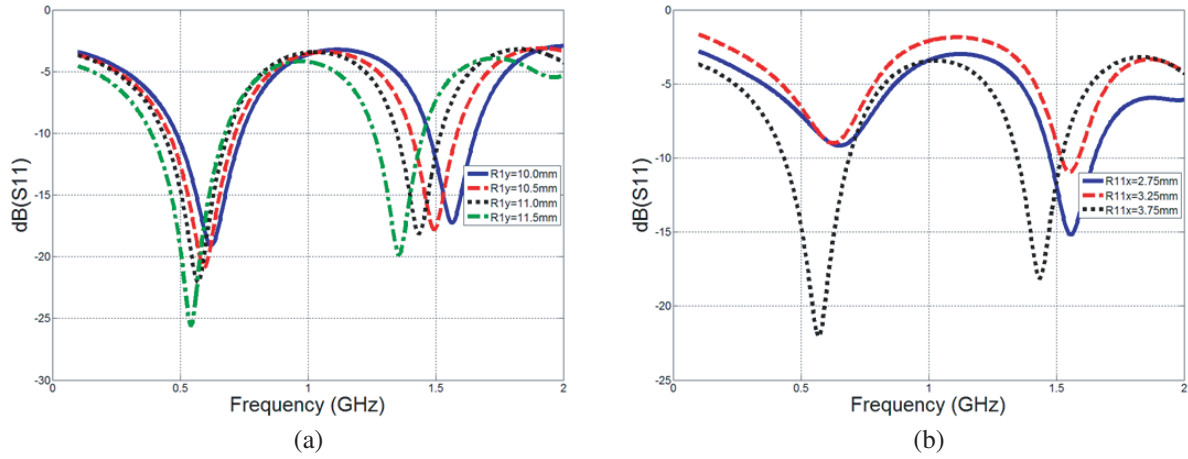 0
-5
-10
-15
-20
-25
-30
0
0.5
1
1.5
2
dB(S11)
Frequency (GHz)
R1y=10.0mm
R1y=10.5mm
R1y=11.0mm
R1y=11.5mm
(a)
0
-5
-10
-15
-20
-25
0
0.5
1
1.5
2
dB(S11)
Frequency (GHz)
R11x=2.75mm
R11x=3.25mm
R11x=3.75mm
(b)